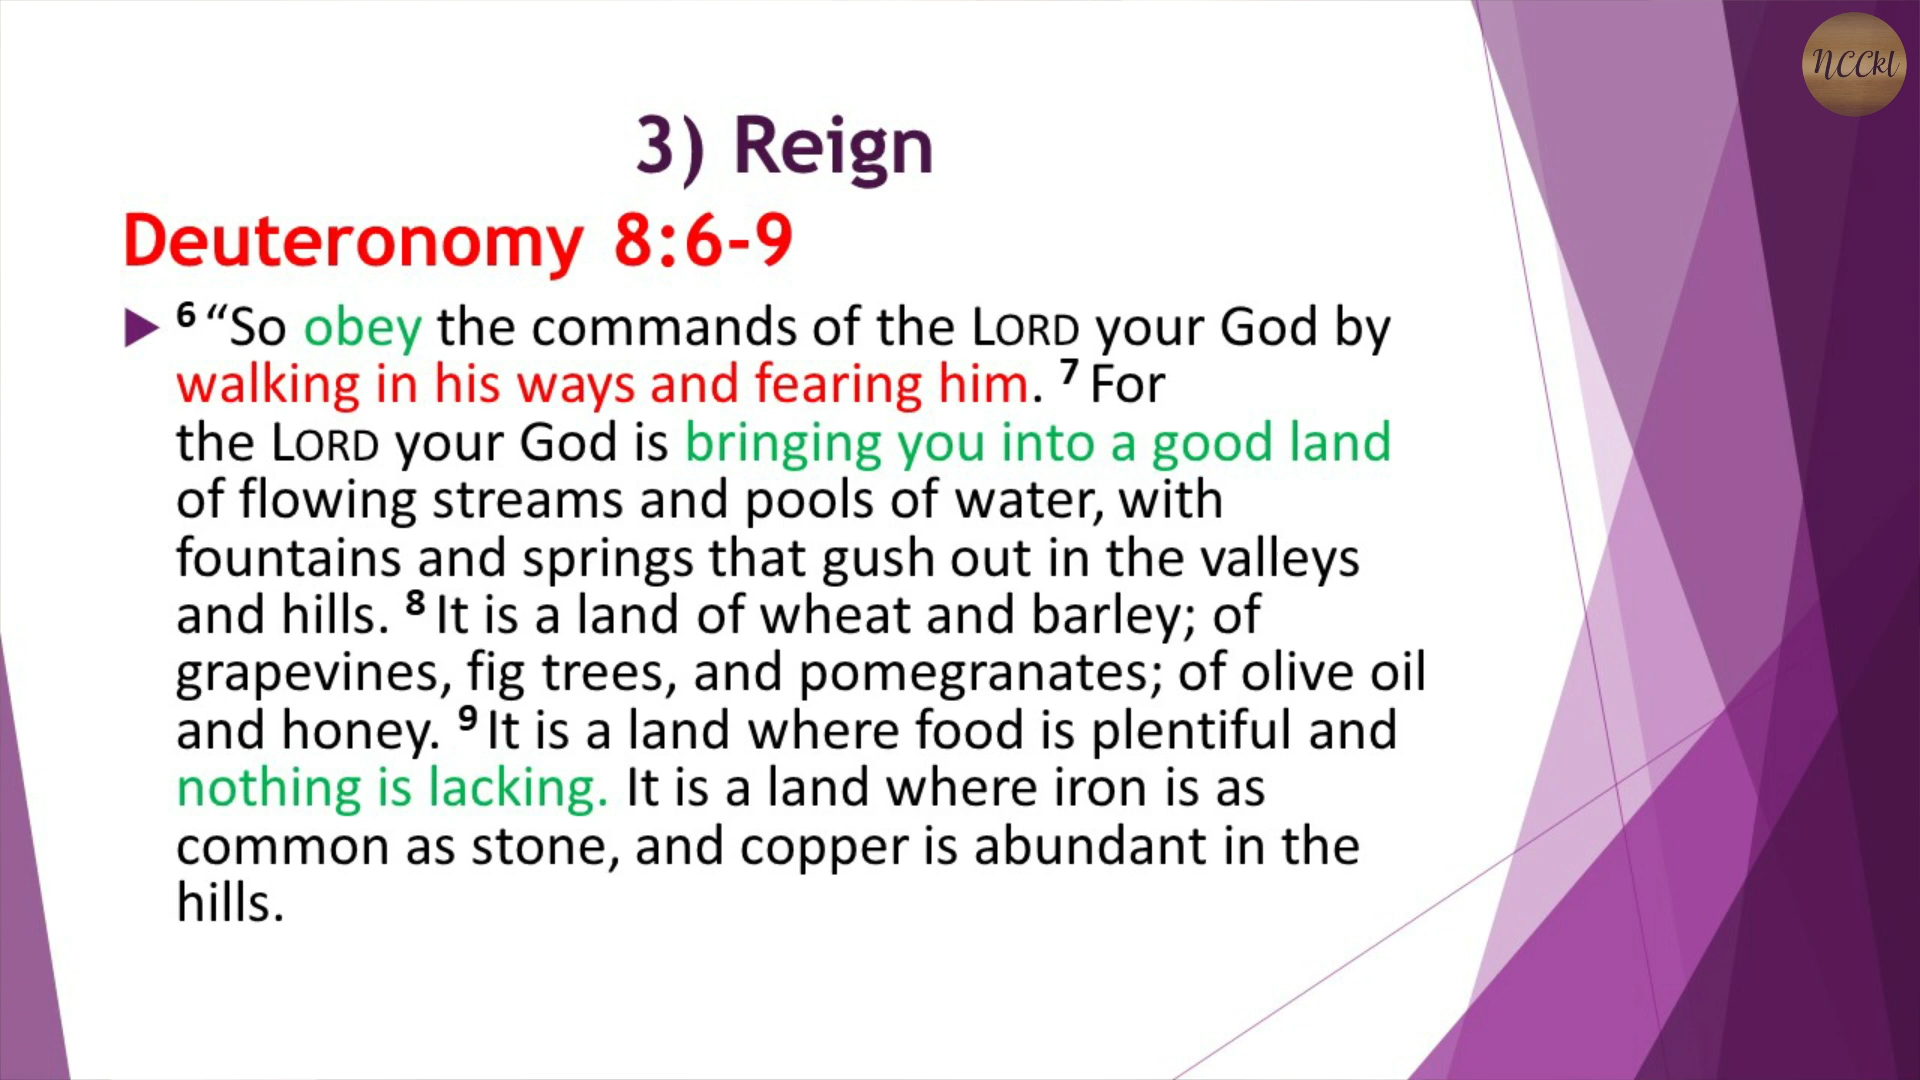 NCCkl
3) Reign
Deuteronomy 8:6-9
6 “So obey the commands of the LORD your God by
walking in his ways and fearing him. 7 For
the LORD your God is bringing you into a good land
of flowing streams and pools of water, with
fountains and springs that gush out in the valleys
and hills. 8 It is a land of wheat and barley; of
grapevines, fig trees, and pomegranates; of olive oil
and honey. 9 It is a land where food is plentiful and
nothing is lacking. It is a land where iron is as
common as stone, and copper is abundant in the
hills.